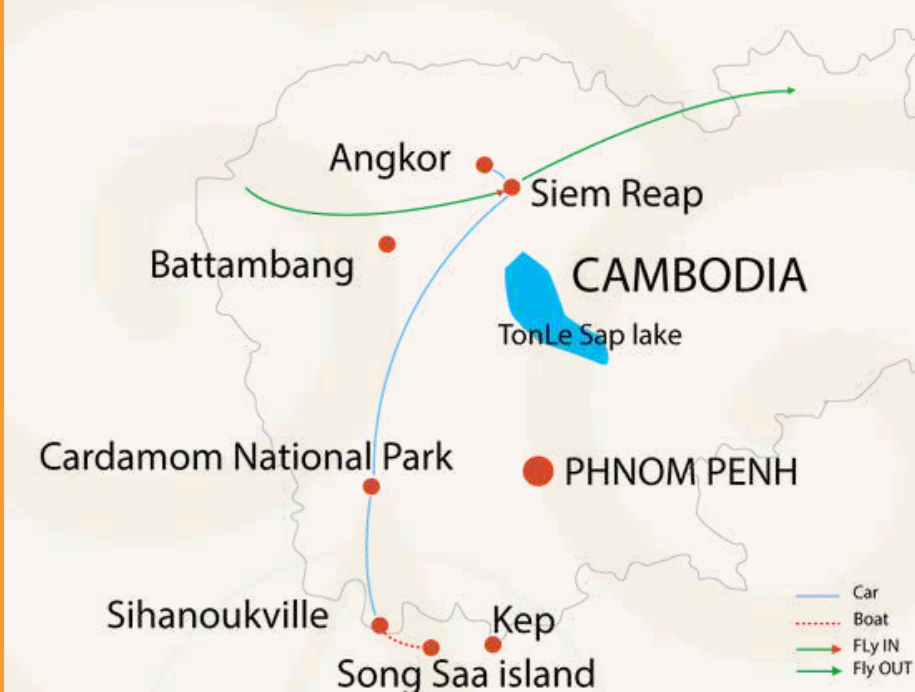 Angkor
Siem Reap
Battambang
CAMBODIA
TonLe Sap lake
Cardamom National Park
PHNOM PENH
Sihanoukville
Kep
Song Saa island
Car
Boat
FLy IN
Fly OUT